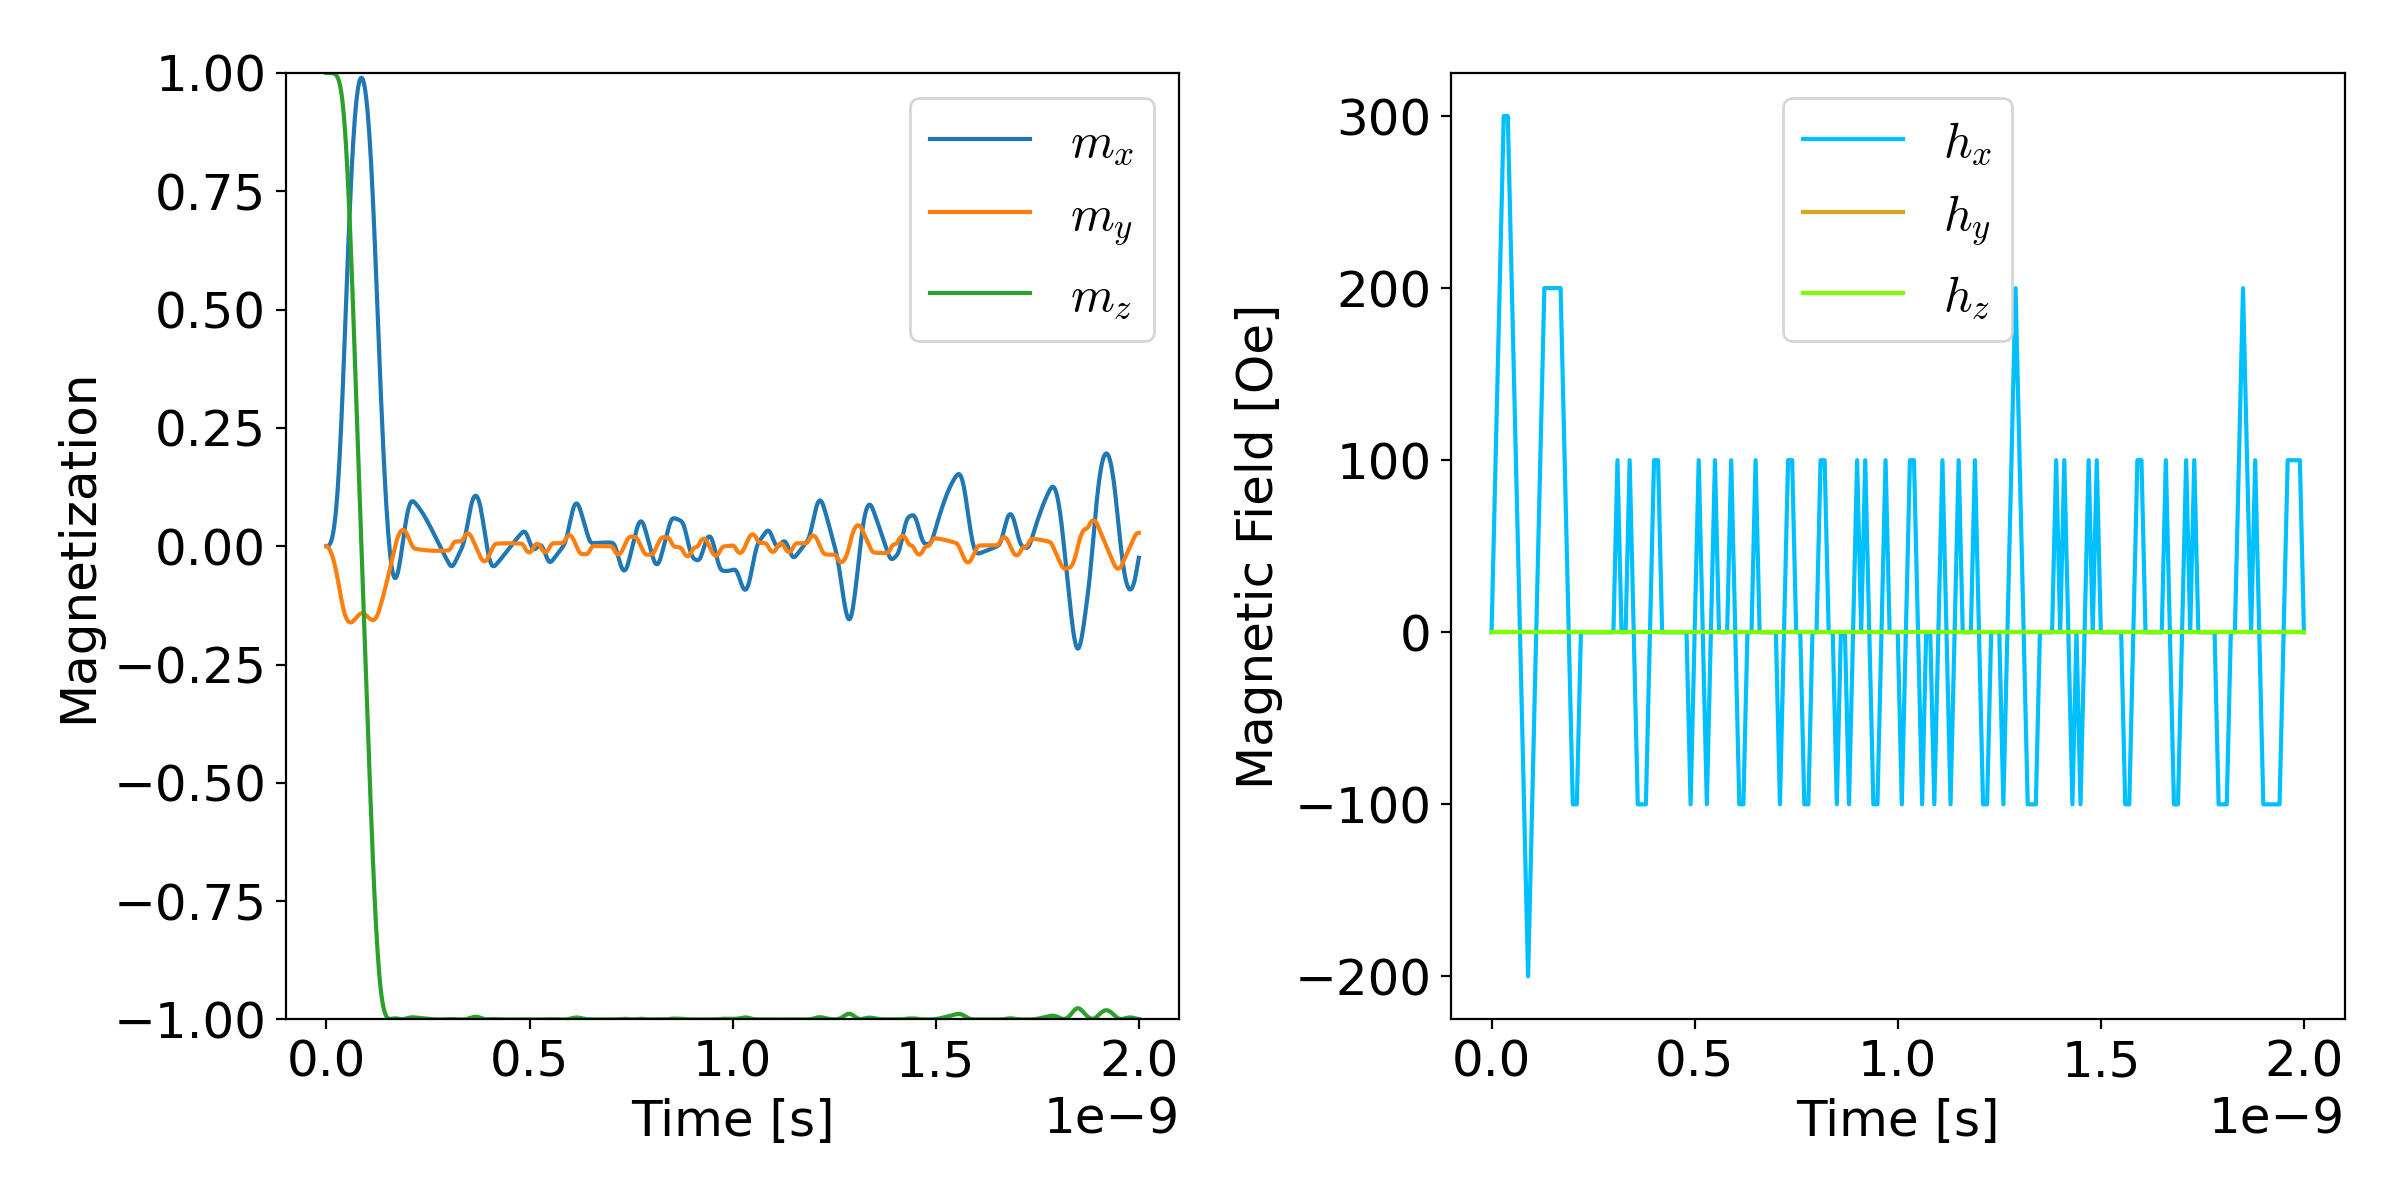 Magnetization
1.00
0.75
0.50
0.25
0.00
−0.25
−0.50
−0.75
−1.00
0.0 0.5 1.0 1.5 2.0
Time [s]
1e−9
m_x
m_y
m_z
Magnetic Field [Oe]
300
200
100
0
−100
−200
0.0 0.5 1.0 1.5 2.0
Time [s]
1e−9
h_x
h_y
h_z